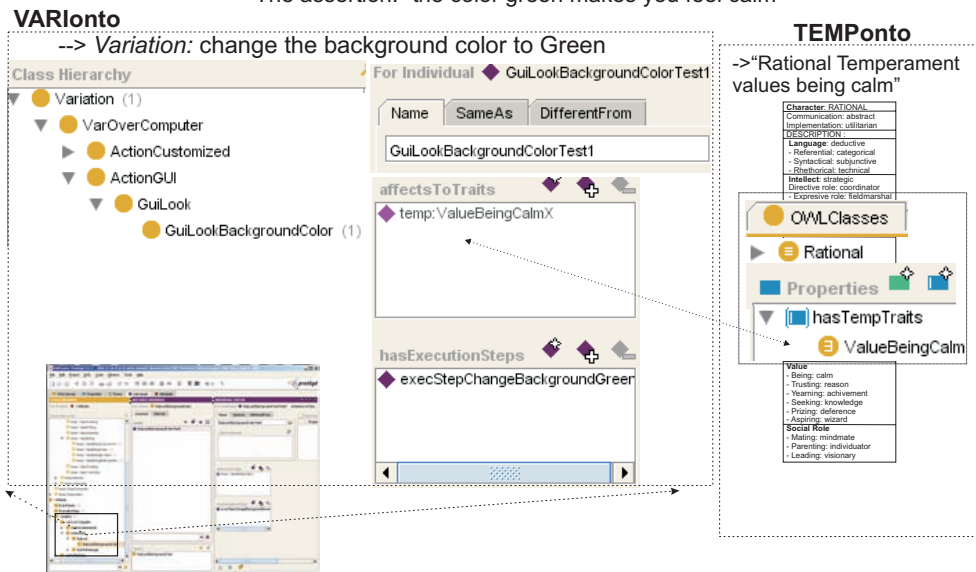 The assertion: "the color green makes you feel calm"
VARIonto
--> Variation: change the background color to Green
Class Hierarchy
Variation (1)
VarOverComputer
ActionCustomized
ActionGUI
GuiLook
GuiLookBackgroundColor (1)
For Individual GuiLookBackgroundColorTest1
Name SameAs DifferentFrom
GuiLookBackgroundColorTest1
affectsToTraits
temp:ValueBeingCalmX
hasExecutionSteps
execStepChangeBackgroundGreen
TEMPonto
->“Rational Temperament
values being calm”
Character: RATIONAL
Communication: abstract
Implementation: utilitarian
DESCRIPTION :
Language: deductive
- Referential: categorical
- Syntactical: subjunctive
- Rhethorical: technical
Intellect: strategic
Directive role: coordinator
- Expresive role: fieldmarshal
OWLClasses
Rational
Properties
hasTempTraits
ValueBeingCalm
Value
- Being: calm
- Trusting: reason
- Yearning: achivement
- Seeking: knowledge
- Prizing: deference
- Aspiring: wizard
Social Role
- Mating: mindmate
- Parenting: individuator
- Leading: visionary